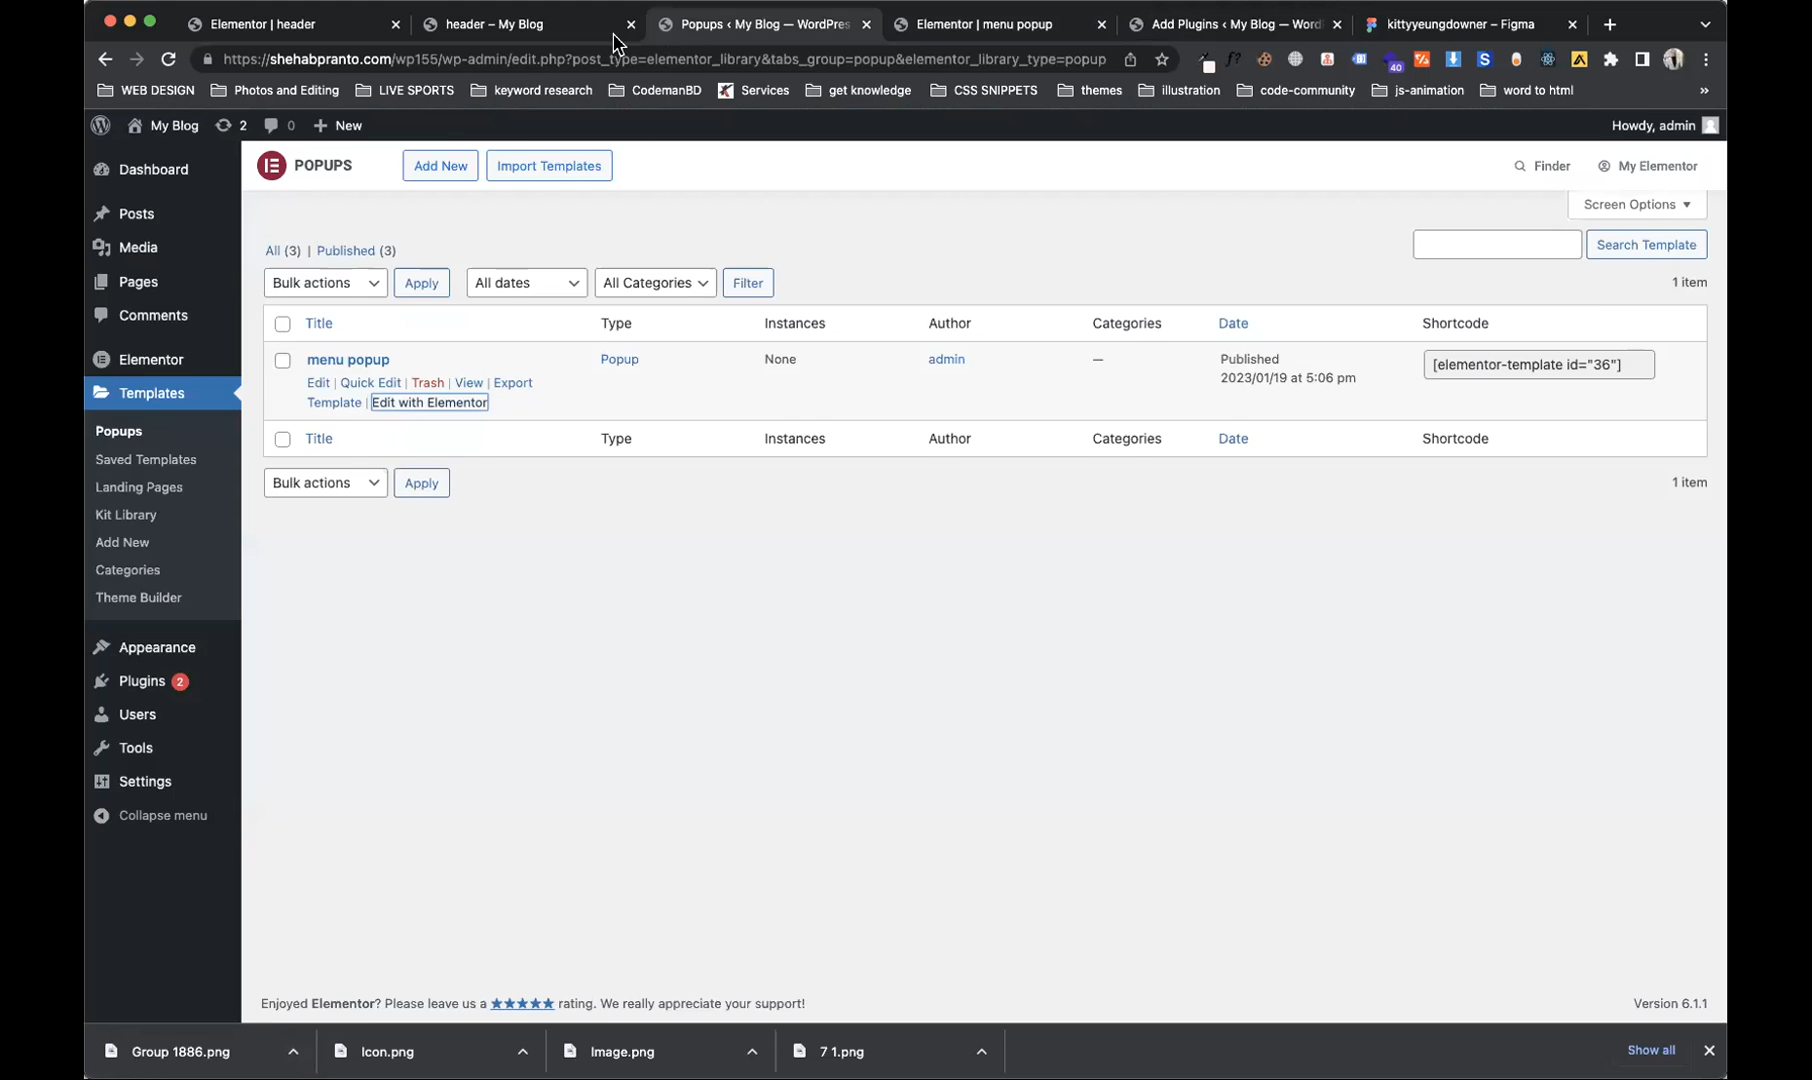 Elementor | header
header – My Blog
Popups ‹ My Blog — WordPres
Elementor | menu popup
Add Plugins ‹ My Blog — Word
kittyyeungdowner – Figma
https://shehabpranto.com/wp155/wp-admin/edit.php?post_type=elementor_library&tabs_group=popup&elementor_library_type=popup
40
WEB DESIGN
Photos and Editing
LIVE SPORTS
keyword research
CodemanBD
Services
get knowledge
CSS SNIPPETS
themes
illustration
code-community
js-animation
word to html
»
My Blog
2
0
New
Howdy, admin
Dashboard
Posts
Media
Pages
Comments
Elementor
Templates
Popups
Saved Templates
Landing Pages
Kit Library
Add New
Categories
Theme Builder
Appearance
Plugins 2
Users
Tools
Settings
Collapse menu
POPUPS
Add New
Import Templates
Finder
My Elementor
Screen Options
All (3) | Published (3)
Search Template
Bulk actions
Apply
All dates
All Categories
Filter
1 item
Title
Type
Instances
Author
Categories
Date
Shortcode
menu popup
Popup
None
admin
—
Published
2023/01/19 at 5:06 pm
[elementor-template id="36"]
Edit | Quick Edit | Trash | View | Export
Template | Edit with Elementor
Title
Type
Instances
Author
Categories
Date
Shortcode
Bulk actions
Apply
1 item
Enjoyed Elementor? Please leave us a ★★★★★ rating. We really appreciate your support!
Version 6.1.1
Group 1886.png
Icon.png
Image.png
7 1.png
Show all